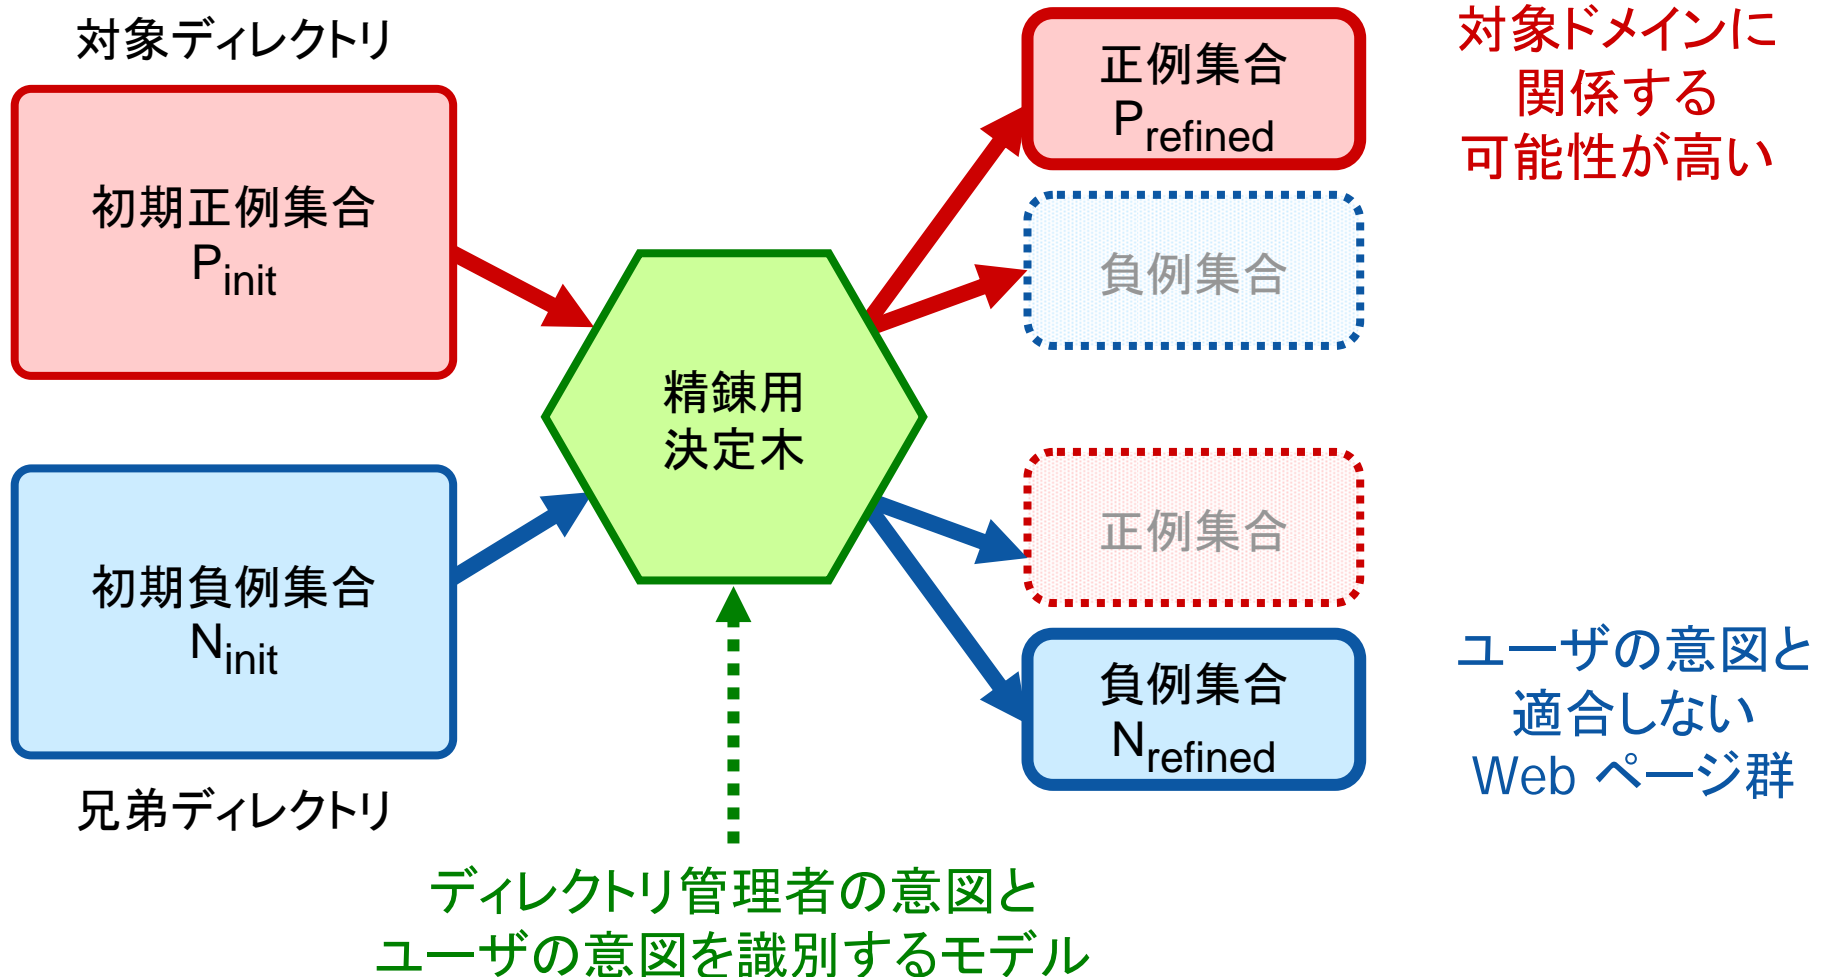 対象ディレクトリ
初期正例集合
Pinit
初期負例集合
Ninit
兄弟ディレクトリ
精錬用
決定木
ディレクトリ管理者の意図と
ユーザの意図を識別するモデル
正例集合
Prefined
負例集合
正例集合
負例集合
Nrefined
対象ドメインに
関係する
可能性が高い
ユーザの意図と
適合しない
Web ページ群